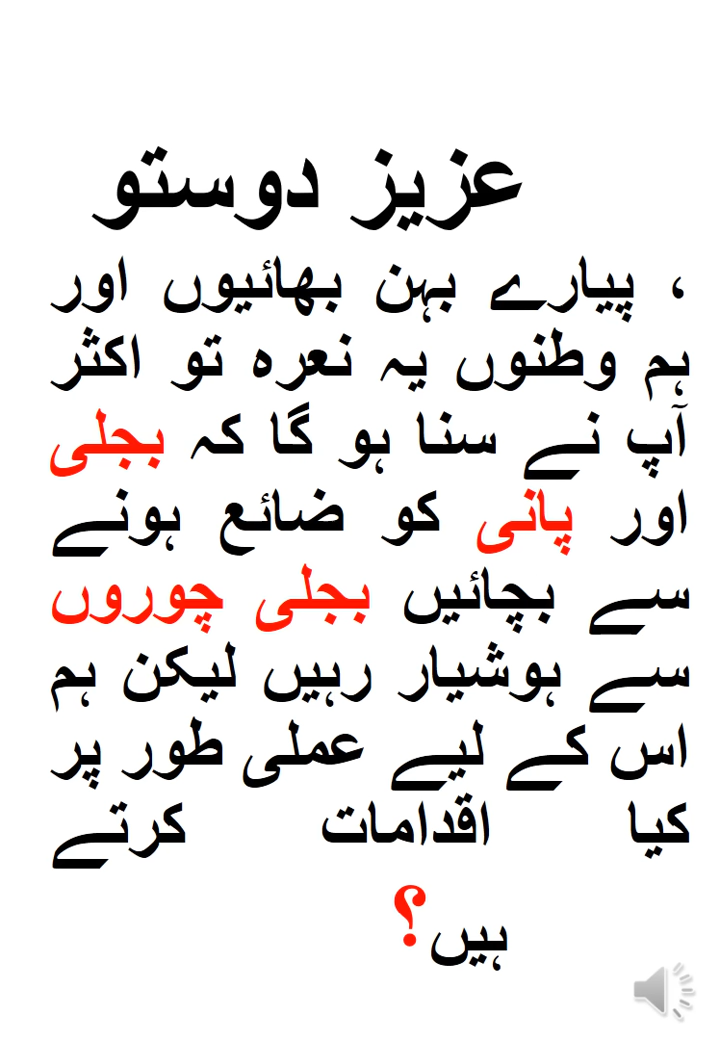 عزیز دوستو
، پیارے بہن بھائیوں اور
ہم وطنوں یہ نعرہ تو اکثر
آپ نے سنا ہو گا کہ بجلی
اور پانی کو ضائع ہونے
سے بچائیں بجلی چوروں
سے ہوشیار رہیں لیکن ہم
اس کے لیے عملی طور پر
کیا اقدامات کرتے
ہیں؟